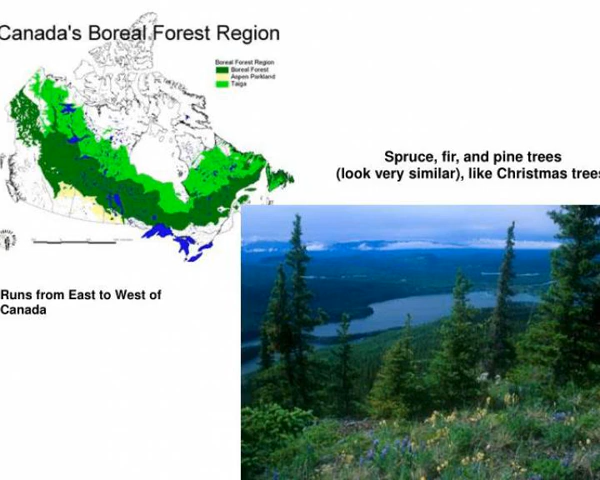 Canada's Boreal Forest Region
Boreal Forest Region
Boreal Forest
Aspen Parkland
Taiga
Spruce, fir, and pine trees
(look very similar), like Christmas trees
Runs from East to West of
Canada